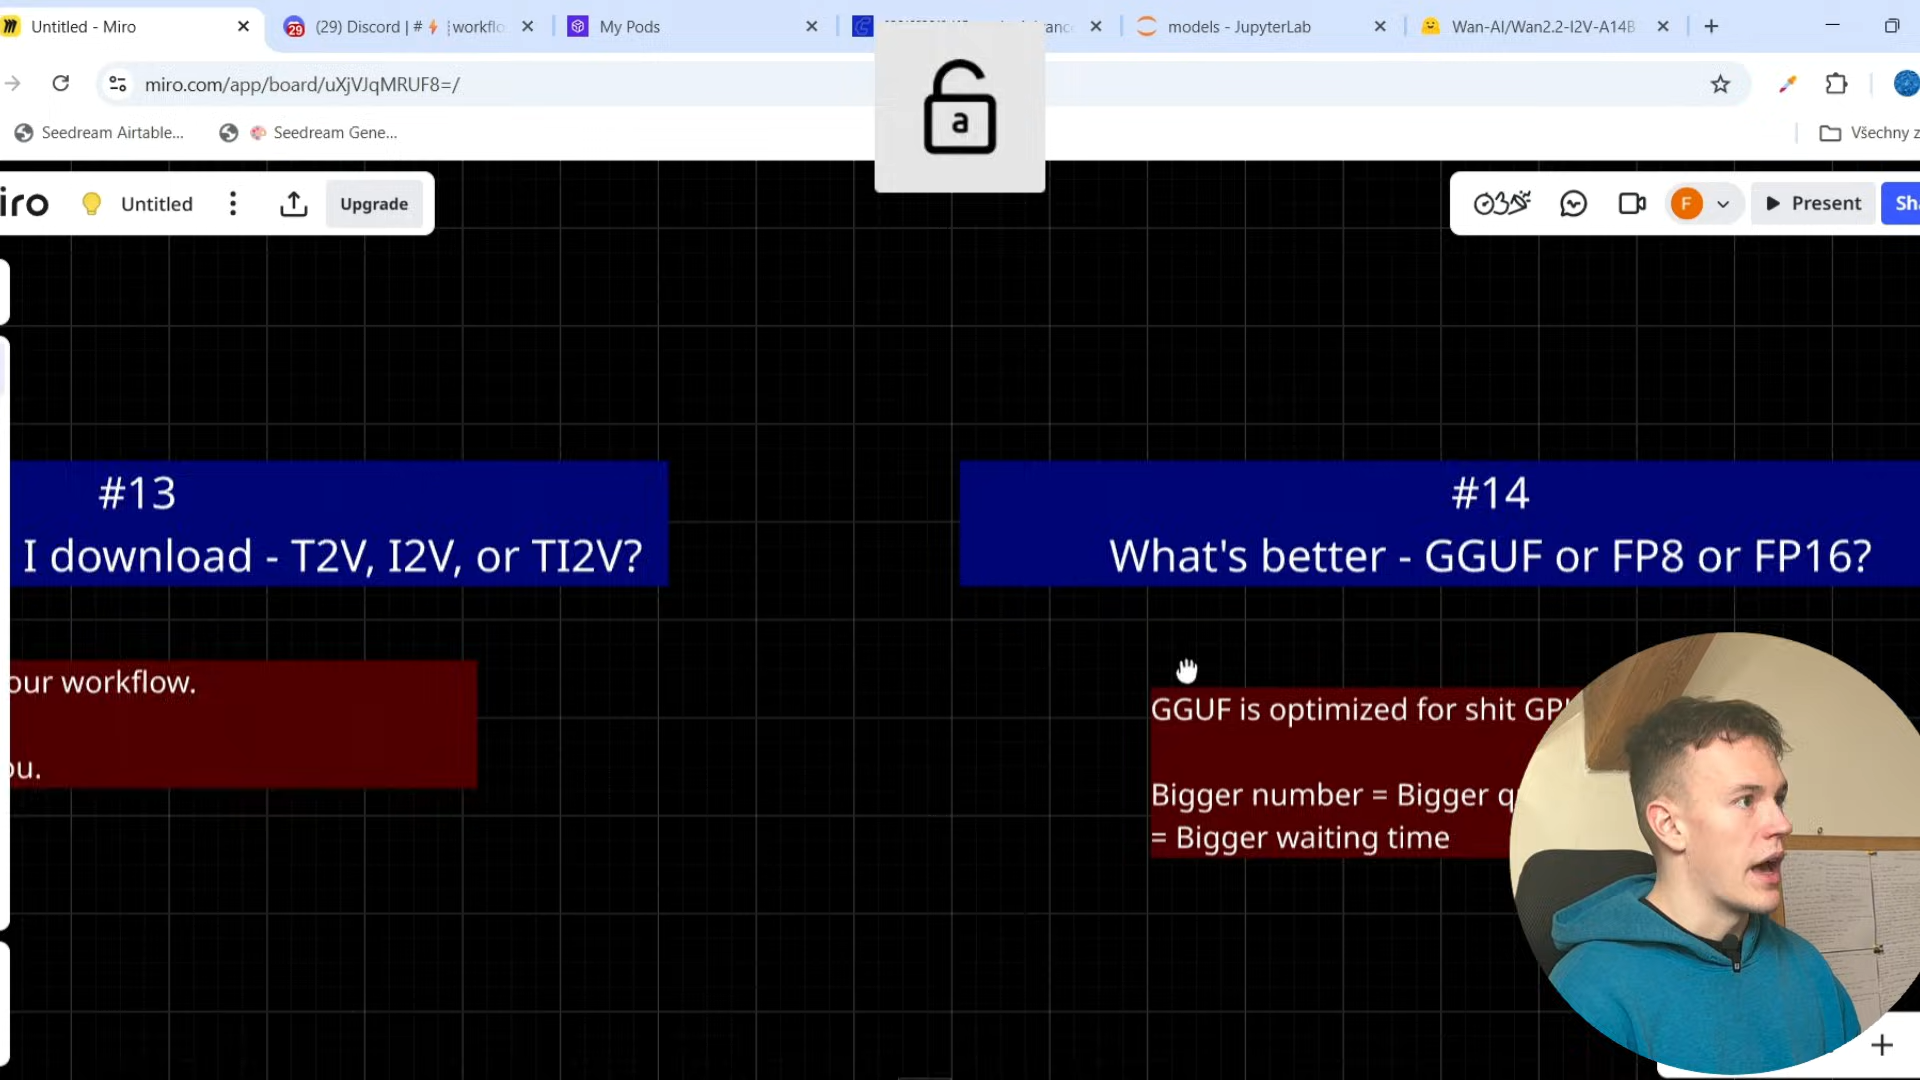 Untitled - Miro
29
(29) Discord | # ⚡ ┊workflo
My Pods
models - JupyterLab
Wan-AI/Wan2.2-I2V-A14B
miro.com/app/board/uXjVJqMRUF8=/
a
Seedream Airtable...
Seedream Gene...
Všechny z
iro
Untitled
Upgrade
F
Present
Sha
#13
I download - T2V, I2V, or TI2V?
our workflow.
ou.
#14
What's better - GGUF or FP8 or FP16?
GGUF is optimized for shit GP
Bigger number = Bigger q
= Bigger waiting time